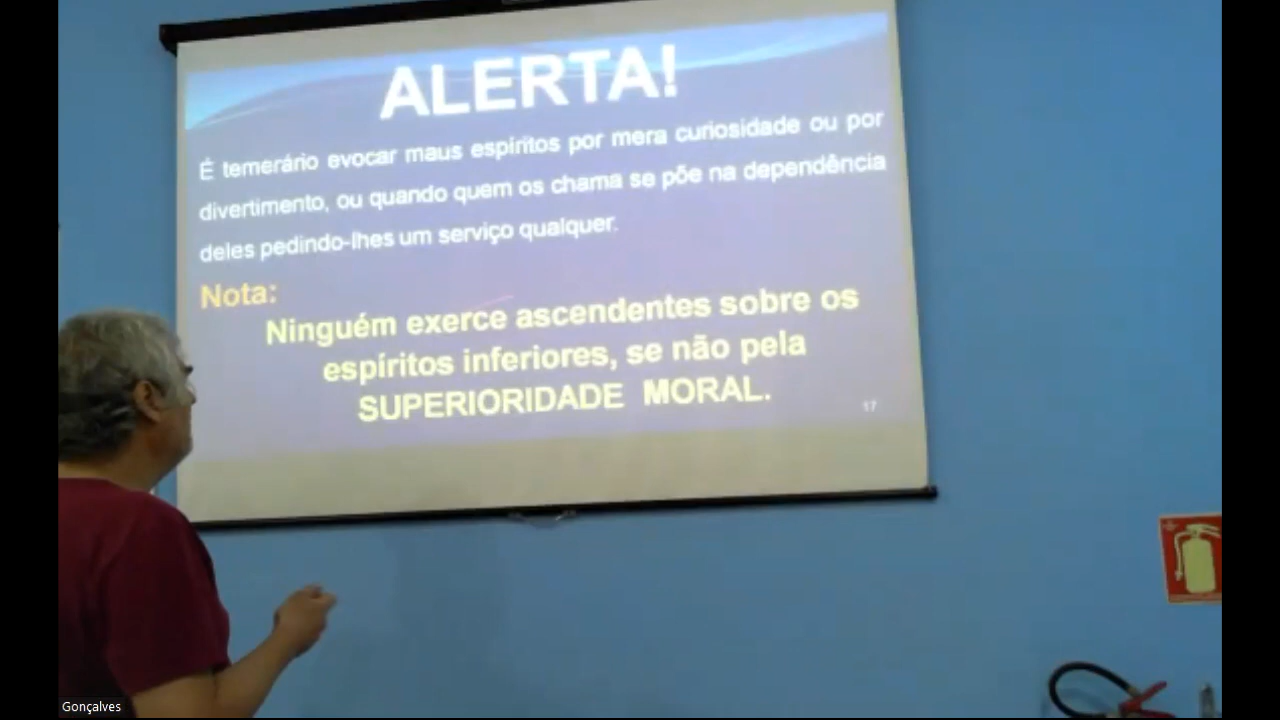 ALERTA!
É temerário evocar maus espíritos por mera curiosidade ou por
divertimento, ou quando quem os chama se põe na dependência
deles pedindo-lhes um serviço qualquer.
Nota:
Ninguém exerce ascendentes sobre os
espíritos inferiores, se não pela
SUPERIORIDADE MORAL.
17
Gonçalves